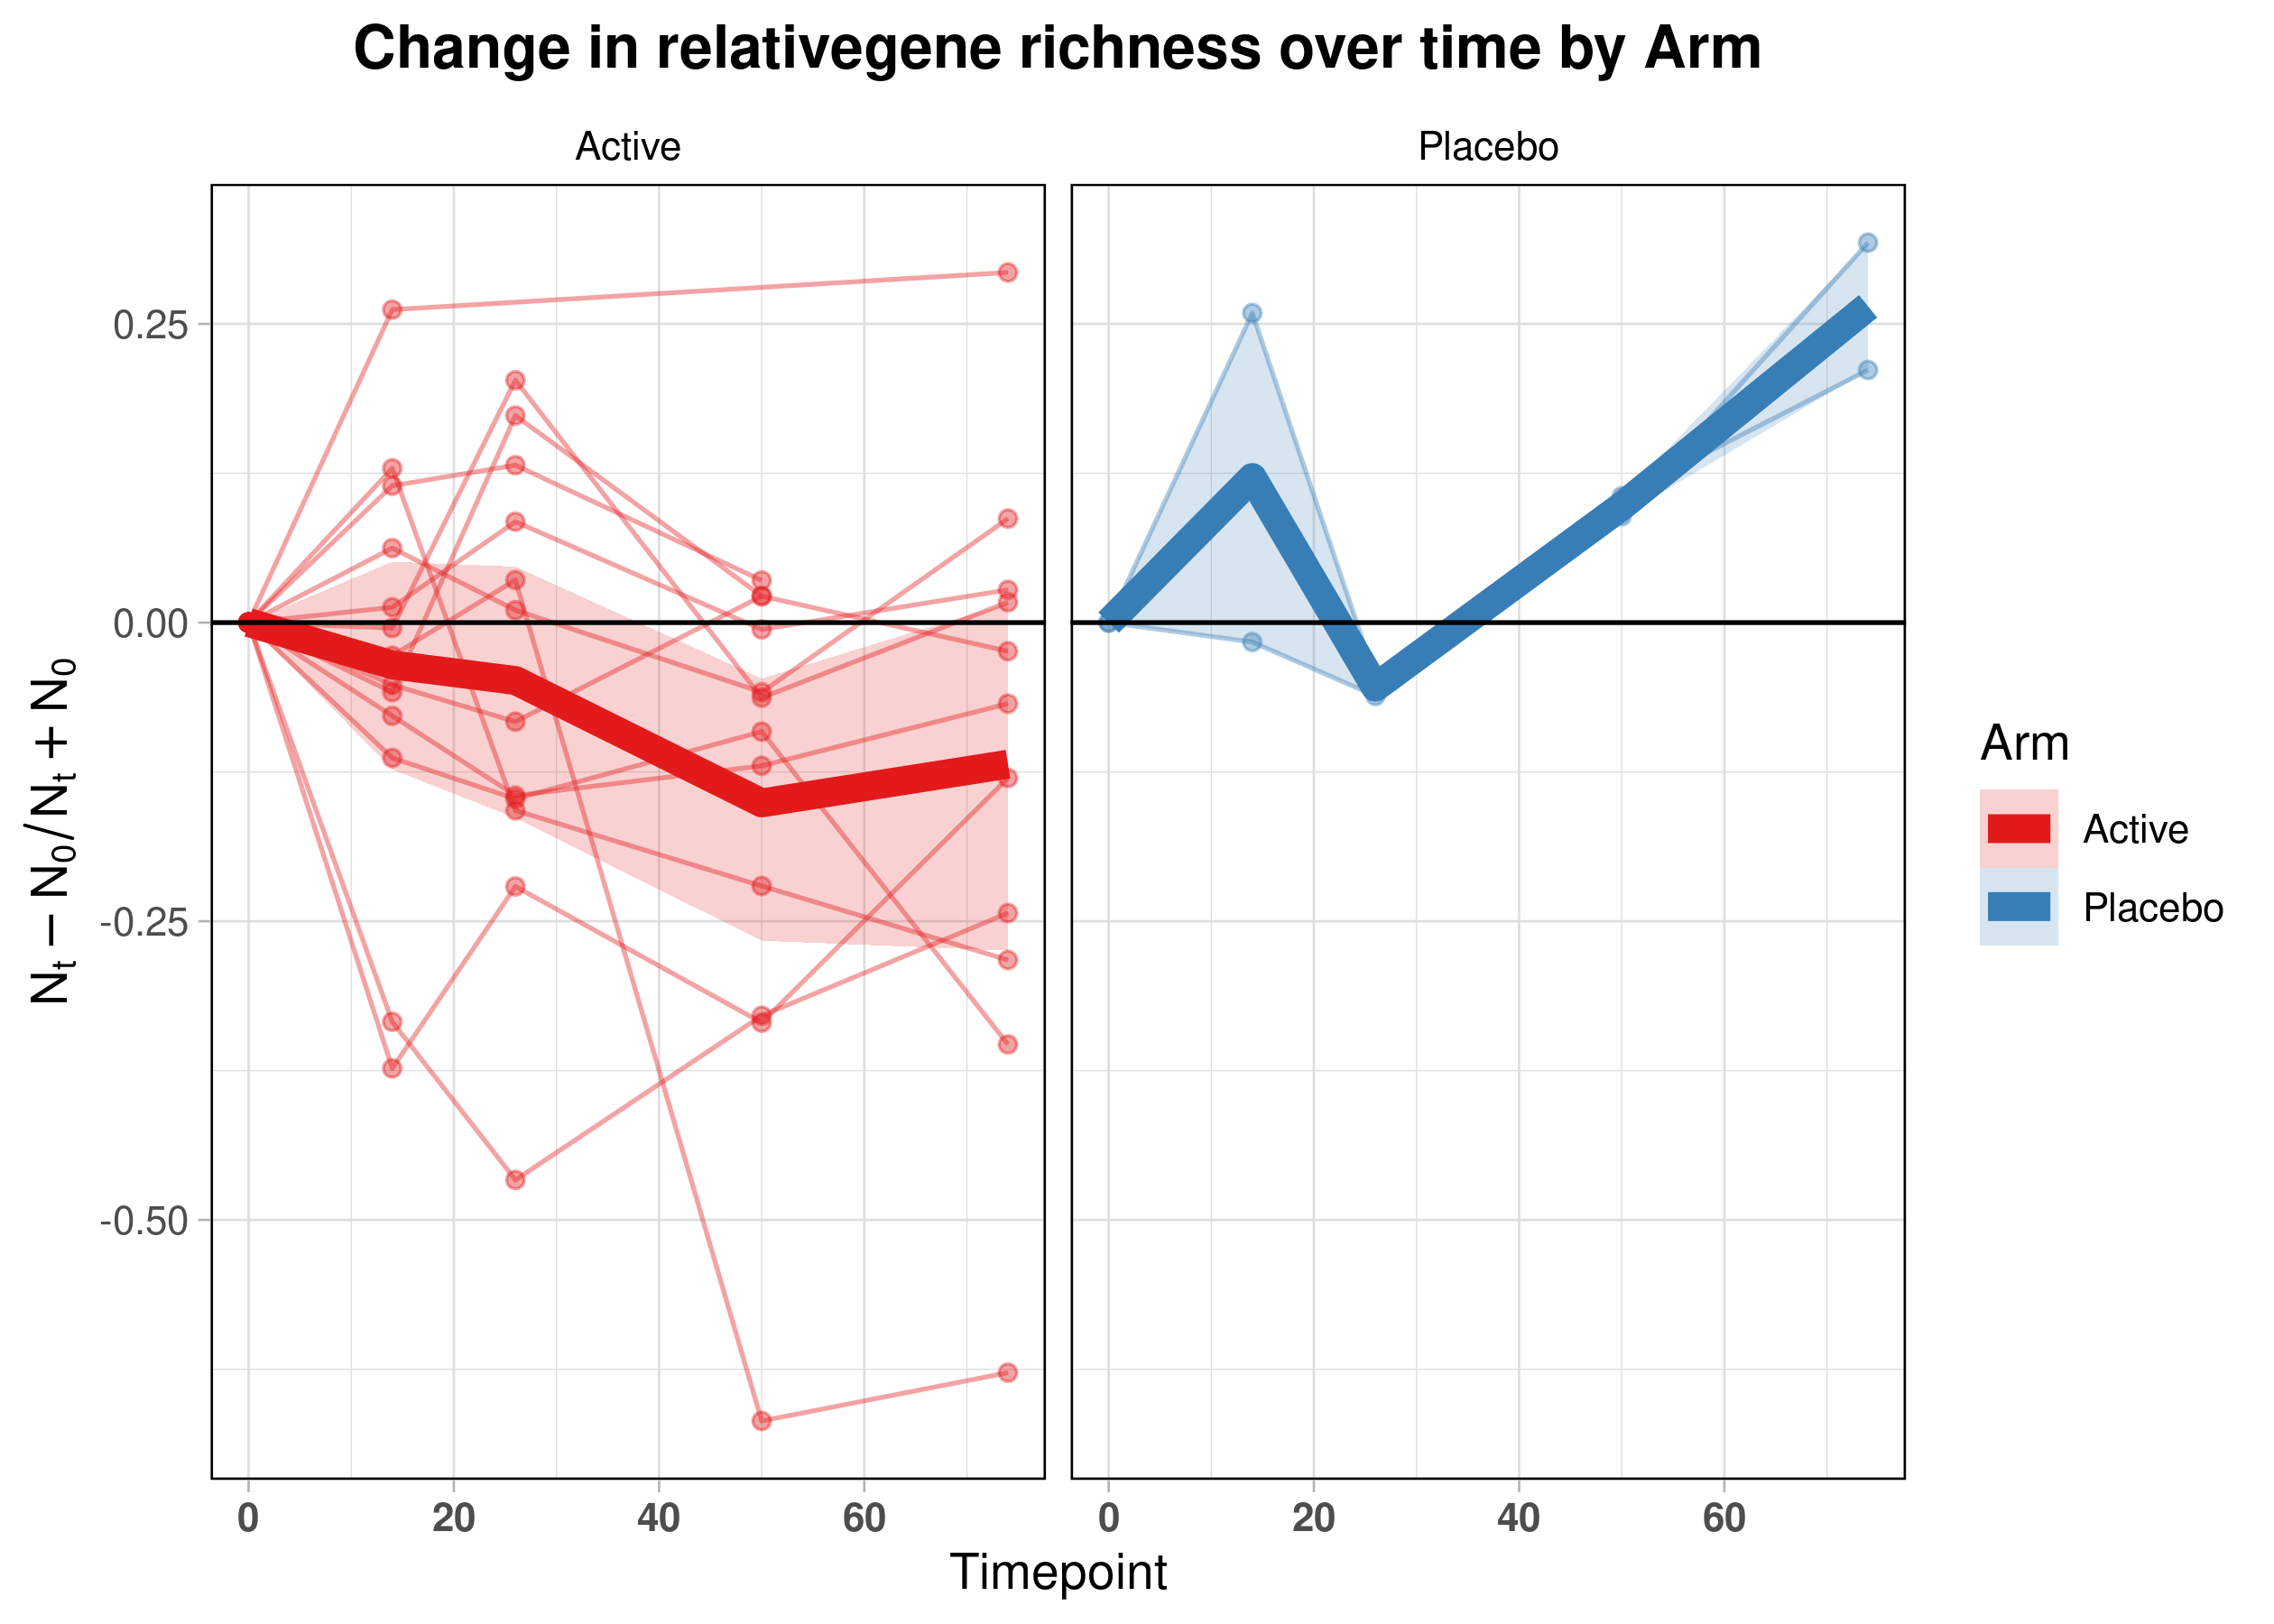 Change in relativegene richness over time by Arm
Active
Placebo
0.25
0.00
-0.25
-0.50
Nt − N0/Nt + N0
0
20
40
60
0
20
40
60
Timepoint
Arm
Active
Placebo